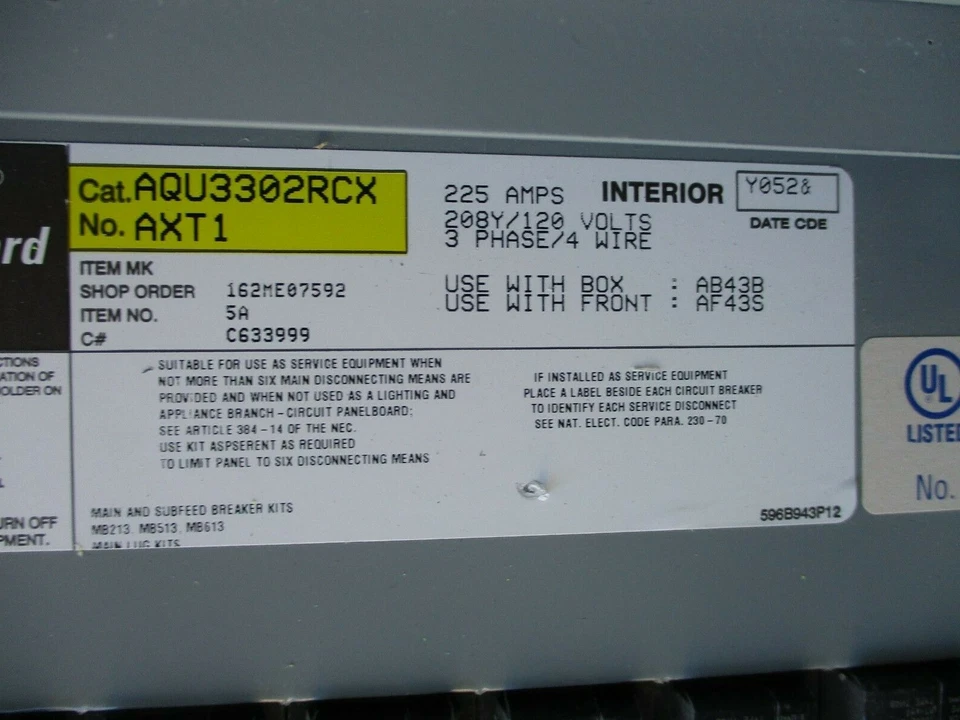 rd
Cat. AQU3302RCX
No. AXT1
225 AMPS
208Y/120 VOLTS
3 PHASE/4 WIRE
INTERIOR
Y052&
DATE CDE
ITEM MK
SHOP ORDER 162ME07592
ITEM NO. 5A
C# C633999
USE WITH BOX : AB43B
USE WITH FRONT : AF43S
CTIONS
ATION OF
OLDER ON
URN OFF
PMENT.
SUITABLE FOR USE AS SERVICE EQUIPMENT WHEN
NOT MORE THAN SIX MAIN DISCONNECTING MEANS ARE
PROVIDED AND WHEN NOT USED AS A LIGHTING AND
APPLIANCE BRANCH-CIRCUIT PANELBOARD;
SEE ARTICLE 384-14 OF THE NEC.
USE KIT ASPSERENT AS REQUIRED
TO LIMIT PANEL TO SIX DISCONNECTING MEANS
IF INSTALLED AS SERVICE EQUIPMENT
PLACE A LABEL BESIDE EACH CIRCUIT BREAKER
TO IDENTIFY EACH SERVICE DISCONNECT
SEE NAT. ELECT. CODE PARA. 230-70
MAIN AND SUBFEED BREAKER KITS
MB213, MB513, MB613
MAIN LUG KITS
596B943P12
UL
LISTED
No.